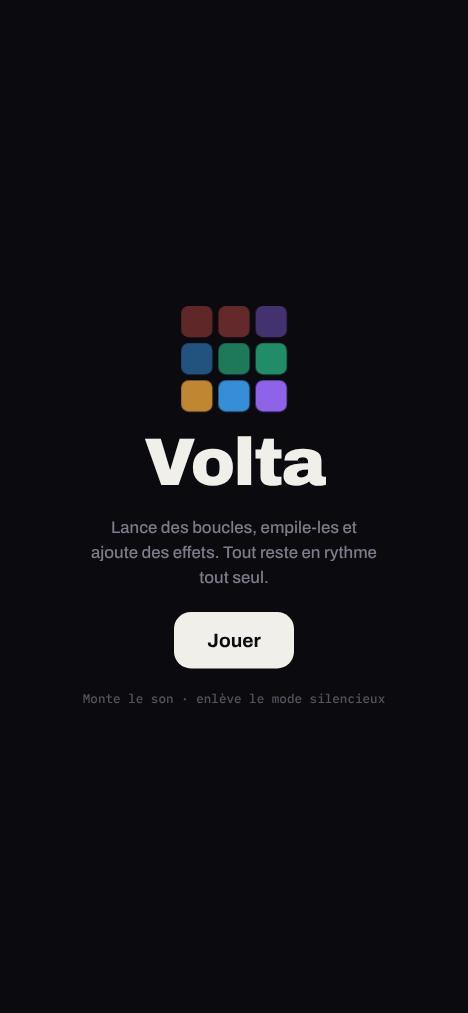 Volta
Lance des boucles, empile-les et
ajoute des effets. Tout reste en rythme
tout seul.
Jouer
Monte le son · enlève le mode silencieux